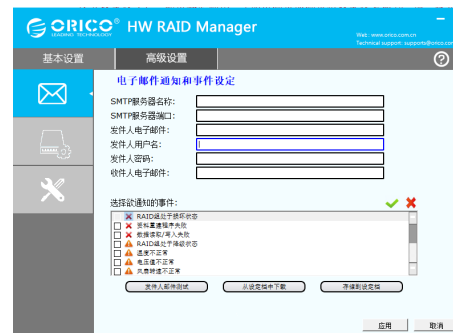 ORICO® HW RAID Manager
LEADING TECHNOLOGY
Web: www.orico.com.cn
Technical support: supports@orico.com
基本设置
高级设置
电子邮件通知和事件设定
SMTP服务器名称:
SMTP服务器端口:
发件人电子邮件:
发件人用户名:
发件人密码:
收件人电子邮件:
选择欲通知的事件:
RAID组处于损坏状态
资料重建程序失败
数据读取/写入失败
RAID组处于降级状态
温度不正常
电压值不正常
风扇转速不正常
发件人邮件测试
从设定档中下载
存储到设定档
应用
取消